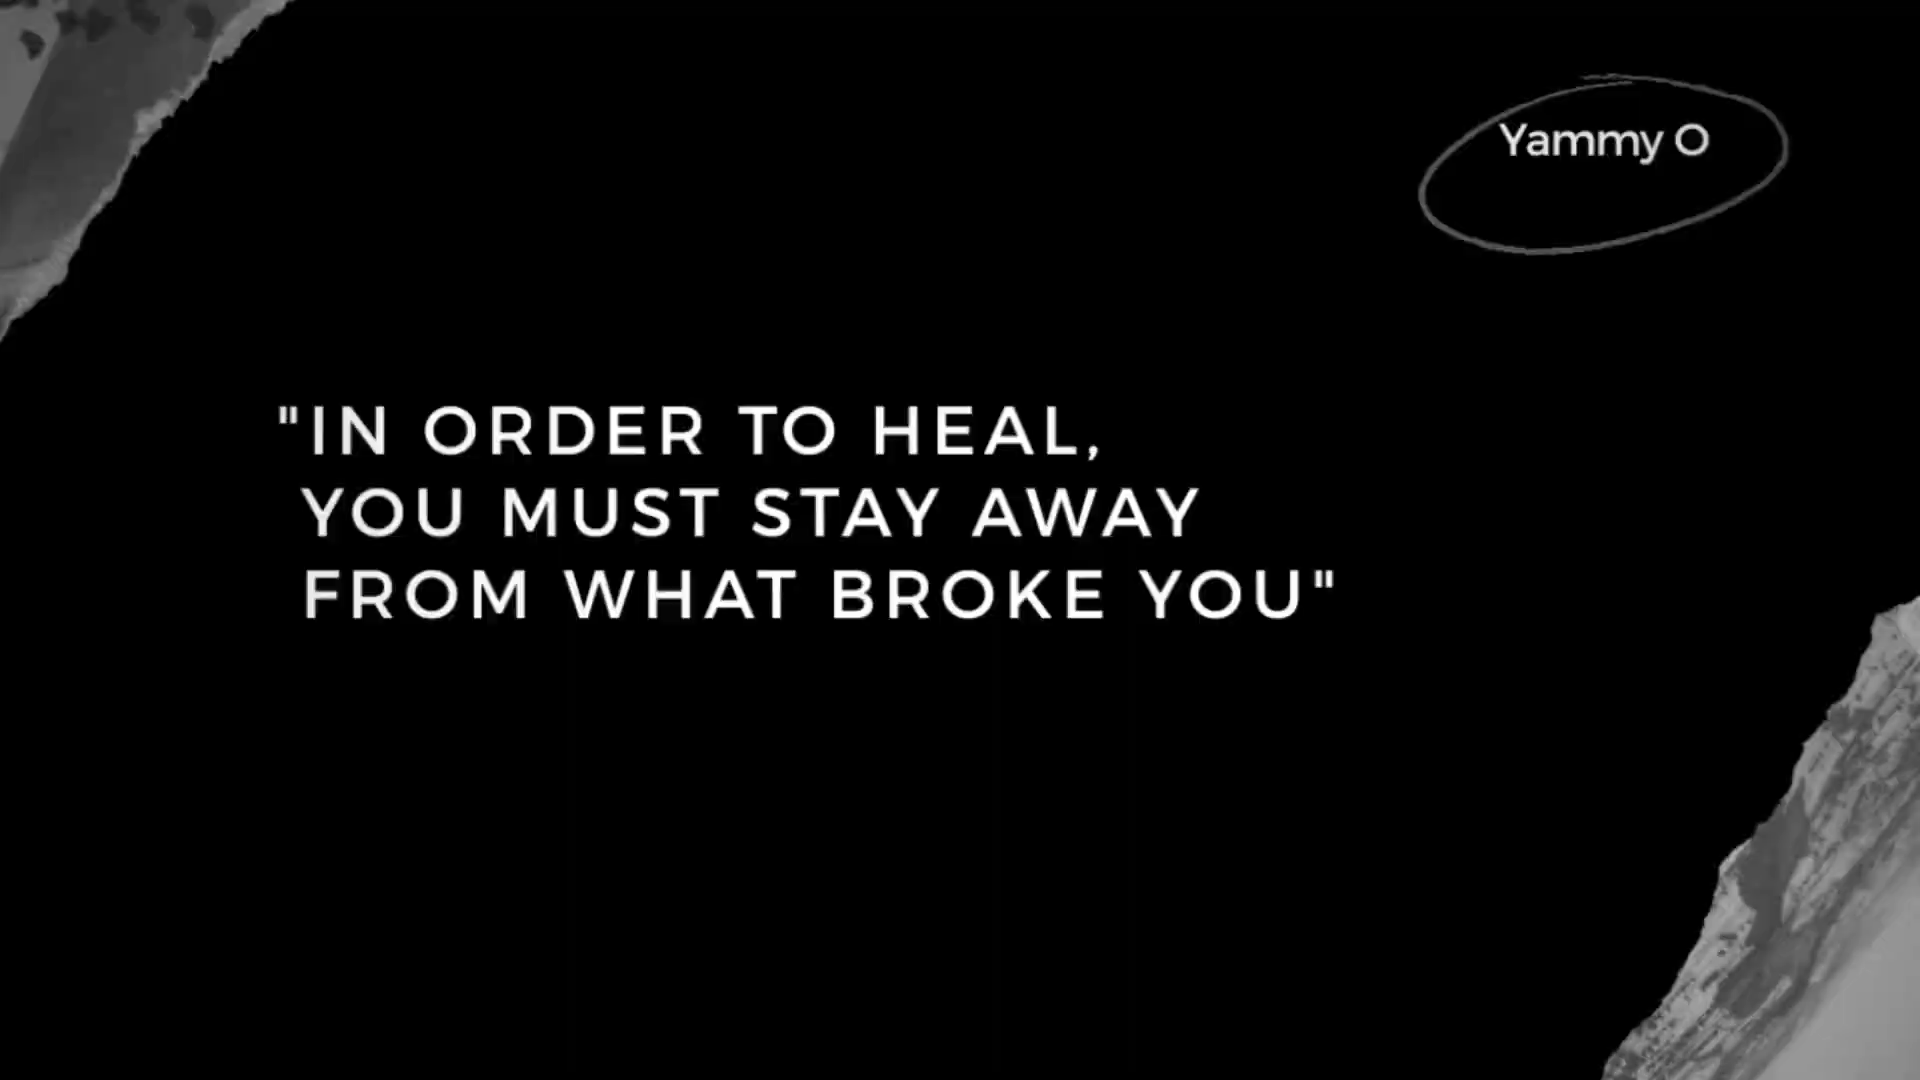 Yammy O
"IN ORDER TO HEAL,
YOU MUST STAY AWAY
FROM WHAT BROKE YOU"